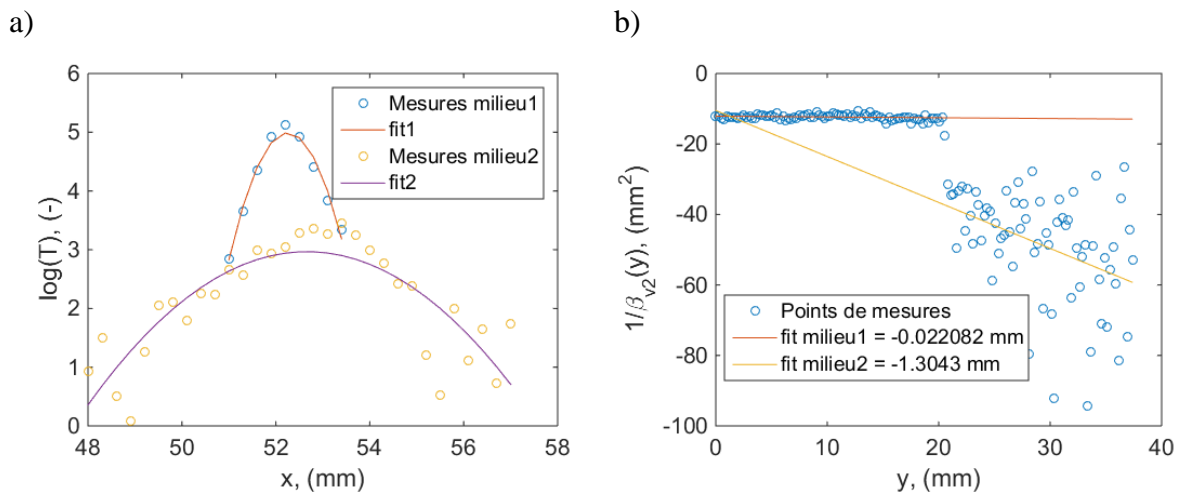 a)
b)
6
5
4
3
2
1
0
48
50
52
54
56
58
log(T), (-)
x, (mm)
Mesures milieu1
fit1
Mesures milieu2
fit2
0
-20
-40
-60
-80
-100
0
10
20
30
40
1/β_v2(y), (mm²)
y, (mm)
Points de mesures
fit milieu1 = -0.022082 mm
fit milieu2 = -1.3043 mm